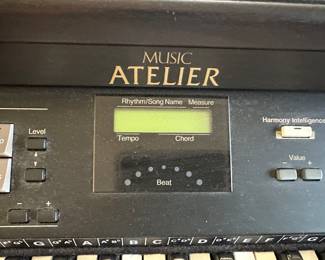 MUSIC
ATELIER
Rhythm/Song Name Measure
Level
Harmony Intelligence
Tempo Chord
Value
- +
Beat
- +
G A B C D E F G